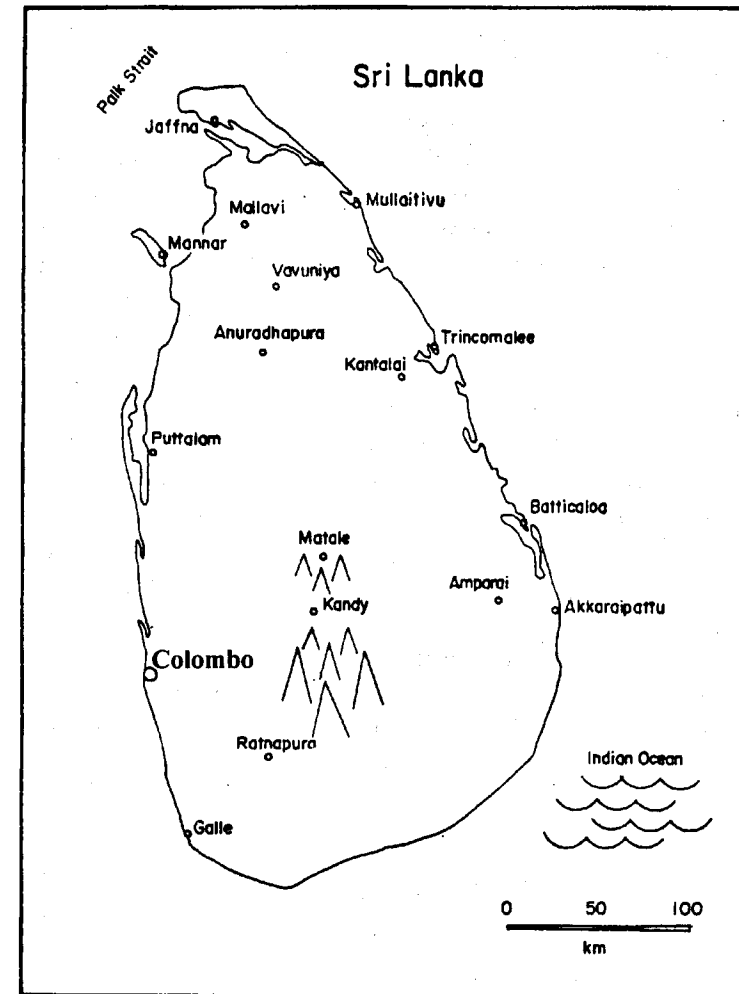 Palk Strait
Sri Lanka
Jaffna
Mullaitivu
Mallavi
Mannar
Vavuniya
Anuradhapura
Trincomalee
Kantalai
Puttalam
Batticaloa
Matale
Amparai
Kandy
Akkaraipattu
Colombo
Ratnapura
Indian Ocean
Galle
0 50 100
km